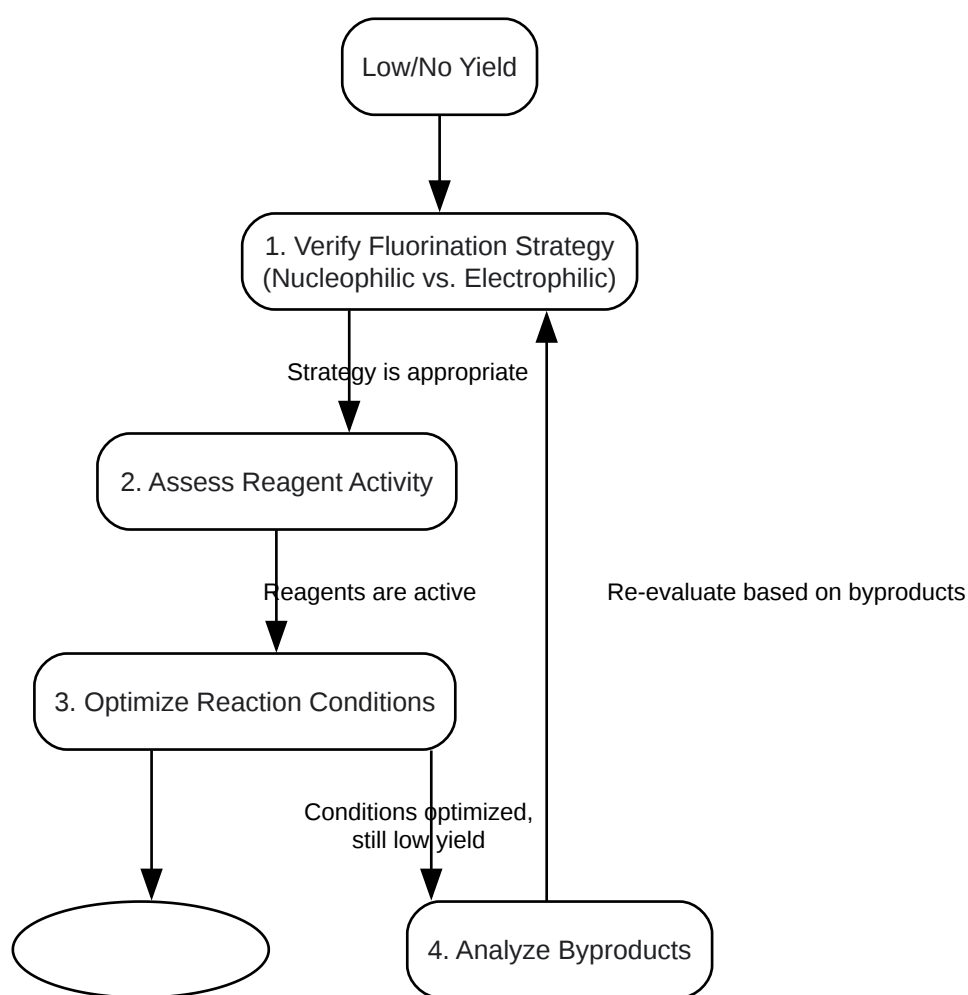 Low/No Yield
1. Verify Fluorination Strategy
(Nucleophilic vs. Electrophilic)
Strategy is appropriate
2. Assess Reagent Activity
Reagents are active
Re-evaluate based on byproducts
3. Optimize Reaction Conditions
Conditions optimized,
still low yield
4. Analyze Byproducts